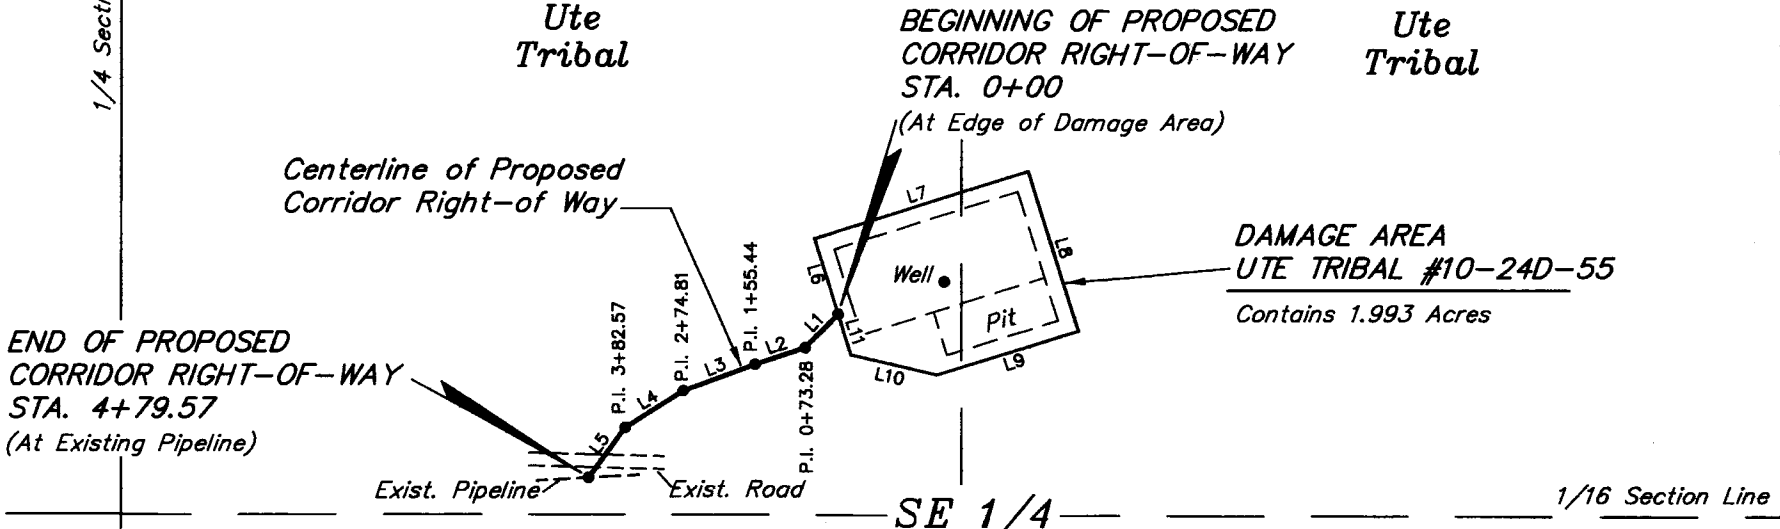 1/4 Secti
Ute
Tribal
BEGINNING OF PROPOSED
CORRIDOR RIGHT-OF-WAY
STA. 0+00
(At Edge of Damage Area)
Ute
Tribal
Centerline of Proposed
Corridor Right-of Way
L7
L6
L8
Well
Pit
L11
L9
L10
DAMAGE AREA
UTE TRIBAL #10-24D-55
Contains 1.993 Acres
L1
L2
L3
L4
L5
P.I. 0+73.28
P.I. 1+55.44
P.I. 2+74.81
P.I. 3+82.57
END OF PROPOSED
CORRIDOR RIGHT-OF-WAY
STA. 4+79.57
(At Existing Pipeline)
Exist. Pipeline
Exist. Road
SE 1/4
1/16 Section Line